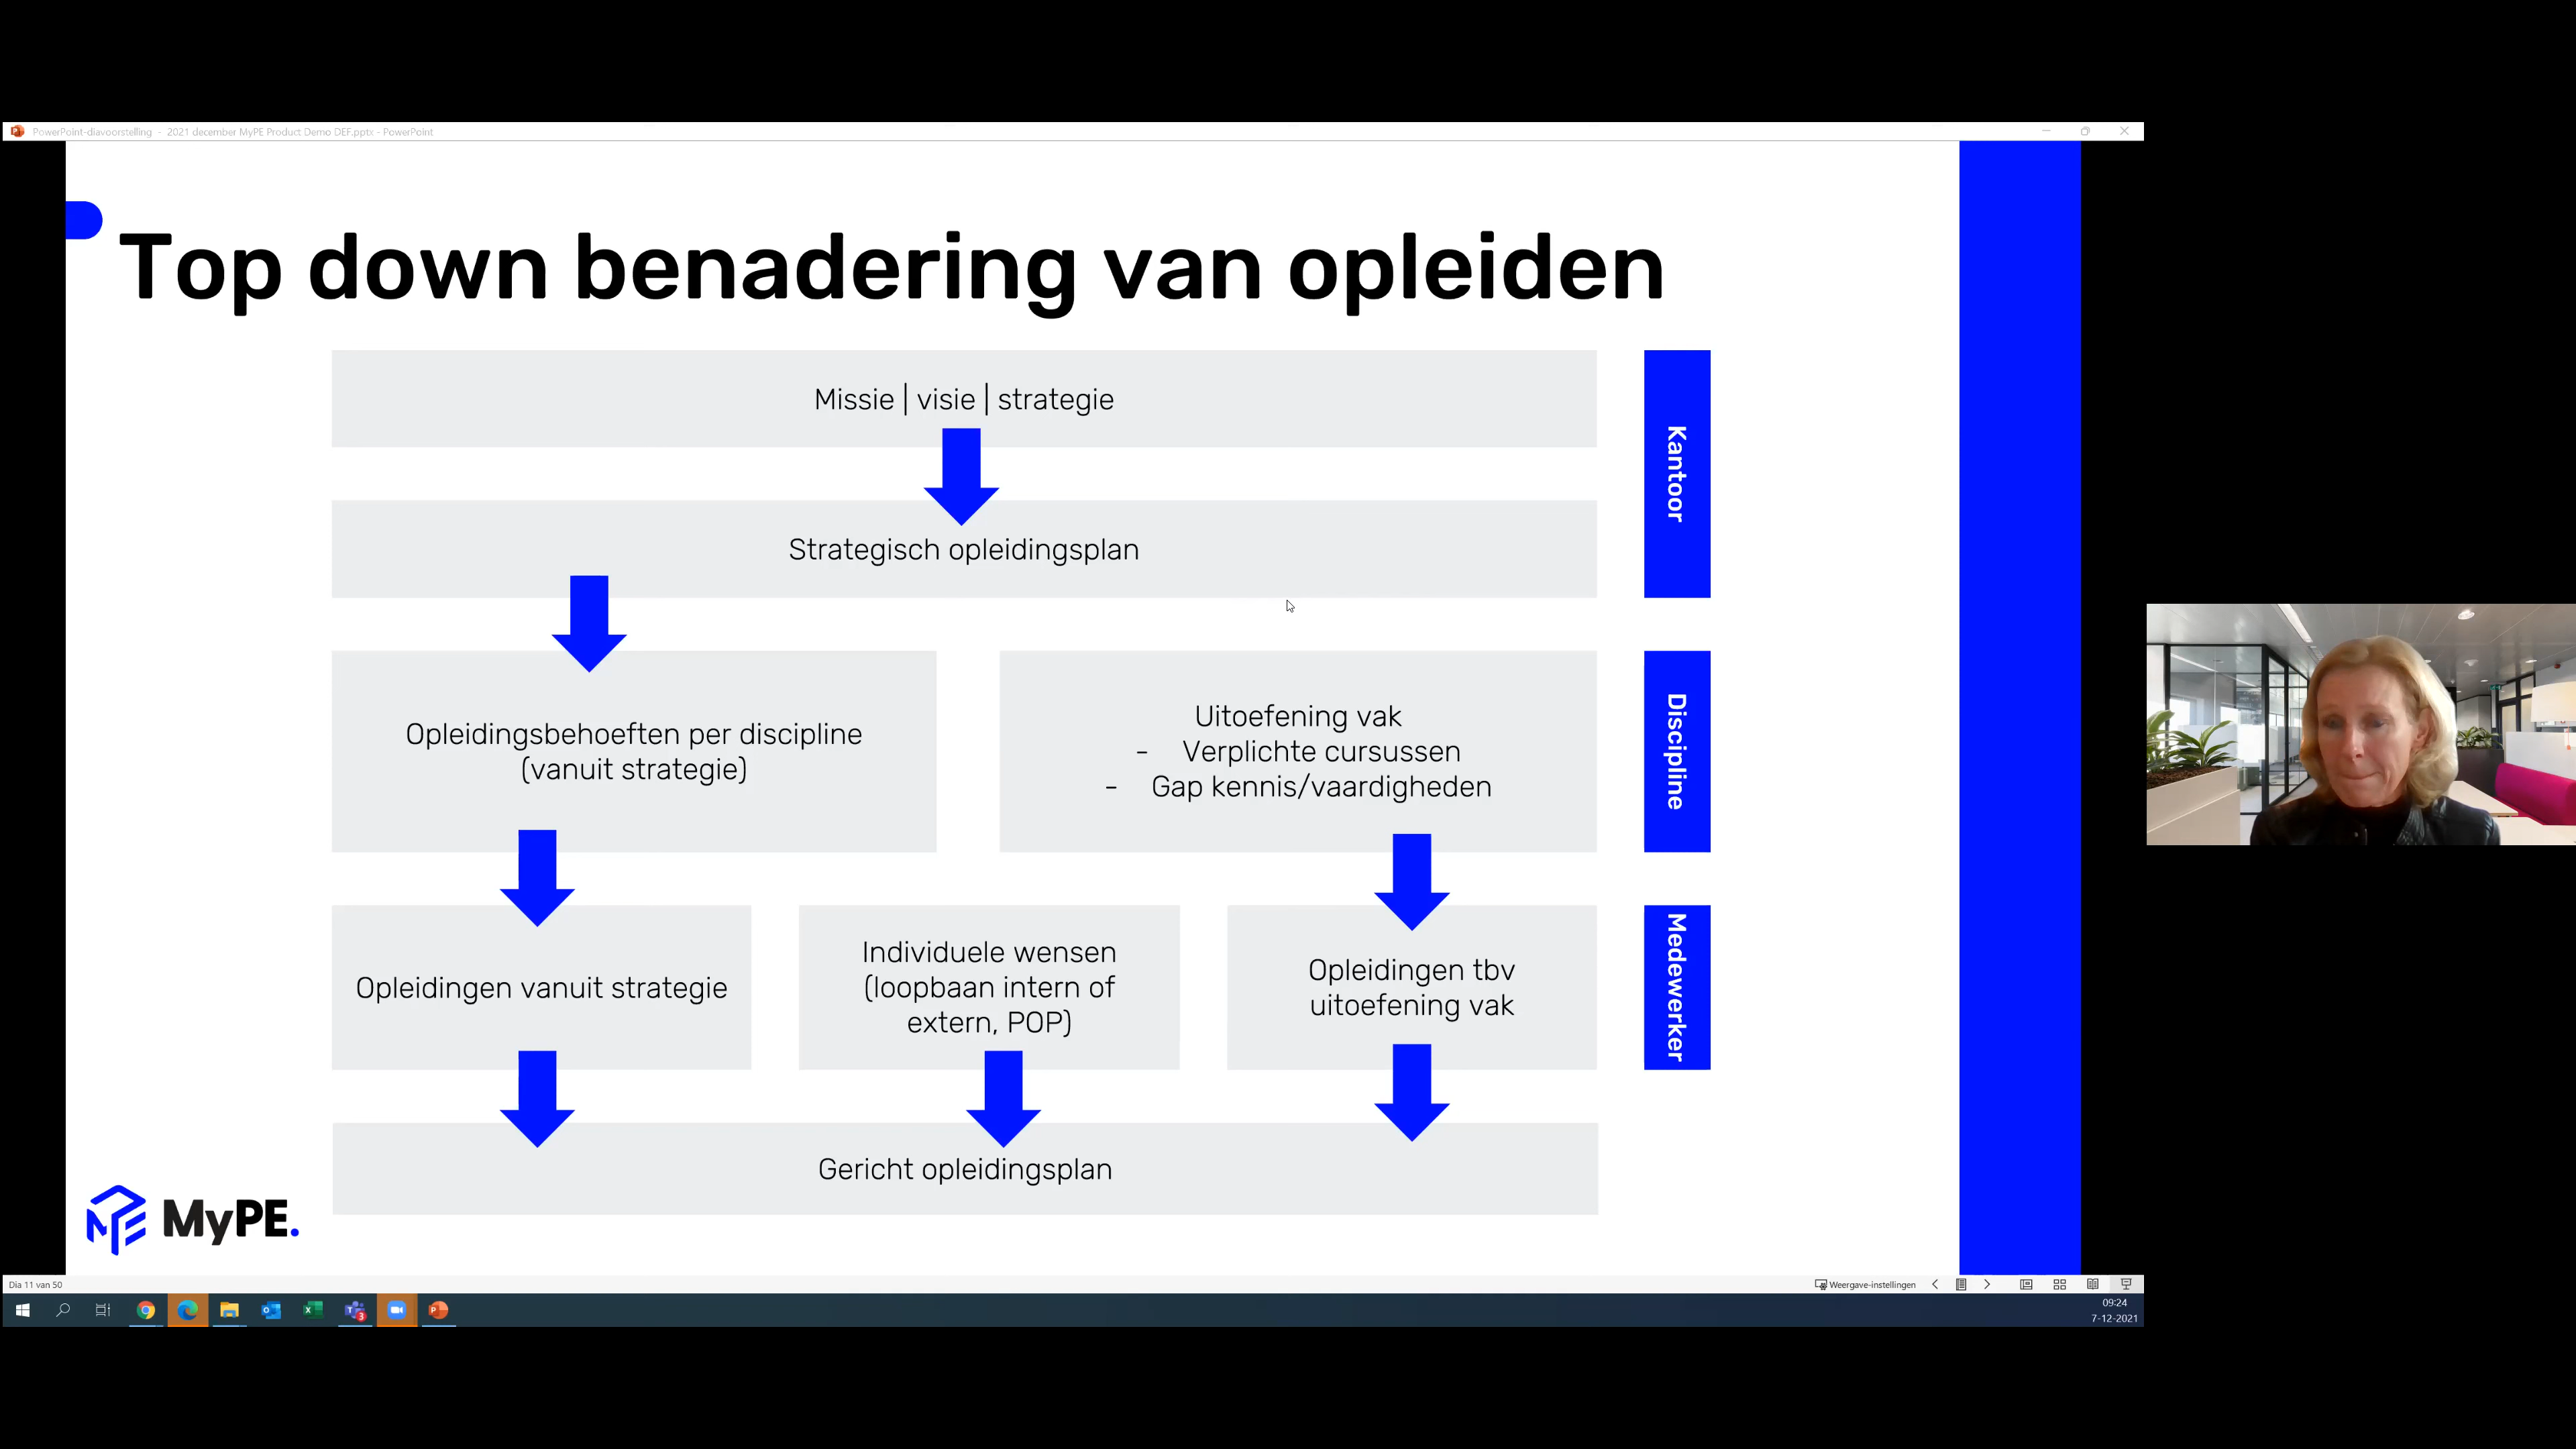 PowerPoint-diavoorstelling - 2021 december MyPE Product Demo DEF.pptx - PowerPoint
Top down benadering van opleiden
Missie | visie | strategie
Kantoor
Strategisch opleidingsplan
Opleidingsbehoeften per discipline
(vanuit strategie)
Uitoefening vak
- Verplichte cursussen
- Gap kennis/vaardigheden
Discipline
Opleidingen vanuit strategie
Individuele wensen
(loopbaan intern of
extern, POP)
Opleidingen tbv
uitoefening vak
Medewerker
Gericht opleidingsplan
MyPE.
Dia 11 van 50
Weergave-instellingen
3
09:24
7-12-2021